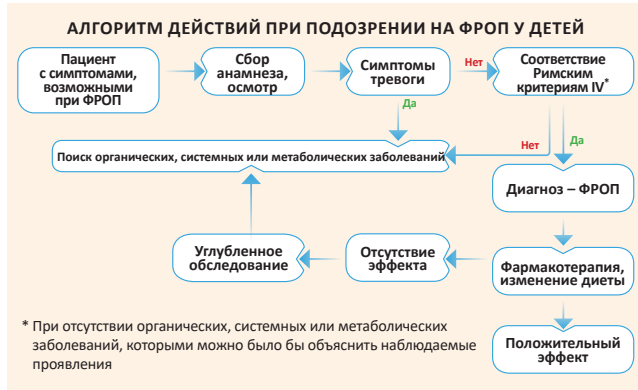 АЛГОРИТМ ДЕЙСТВИЙ ПРИ ПОДОЗРЕНИИ НА ФРОП У ДЕТЕЙ
Пациент
с симптомами,
возможными
при ФРОП
Сбор
анамнеза,
осмотр
Симптомы
тревоги
Нет
Соответствие
Римским
критериям IV*
Да
Нет
Да
Поиск органических, системных или метаболических заболеваний
Диагноз – ФРОП
Углубленное
обследование
Отсутствие
эффекта
Фармакотерапия,
изменение диеты
Положительный
эффект
* При отсутствии органических, системных или метаболических
заболеваний, которыми можно было бы объяснить наблюдаемые
проявления